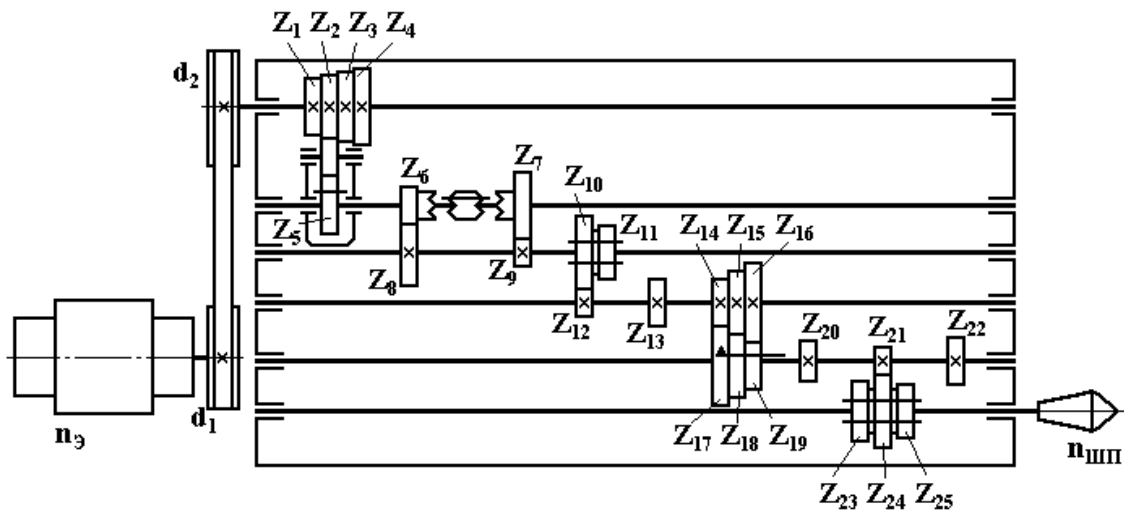 Z1 Z2 Z3 Z4
d2
Z6 Z7
Z10
Z5 Z11 Z14 Z15 Z16
Z8 Z9
Z12 Z13 Z20 Z21 Z22
d1
nЭ Z17 Z18 Z19 nШП
Z23 Z24 Z25